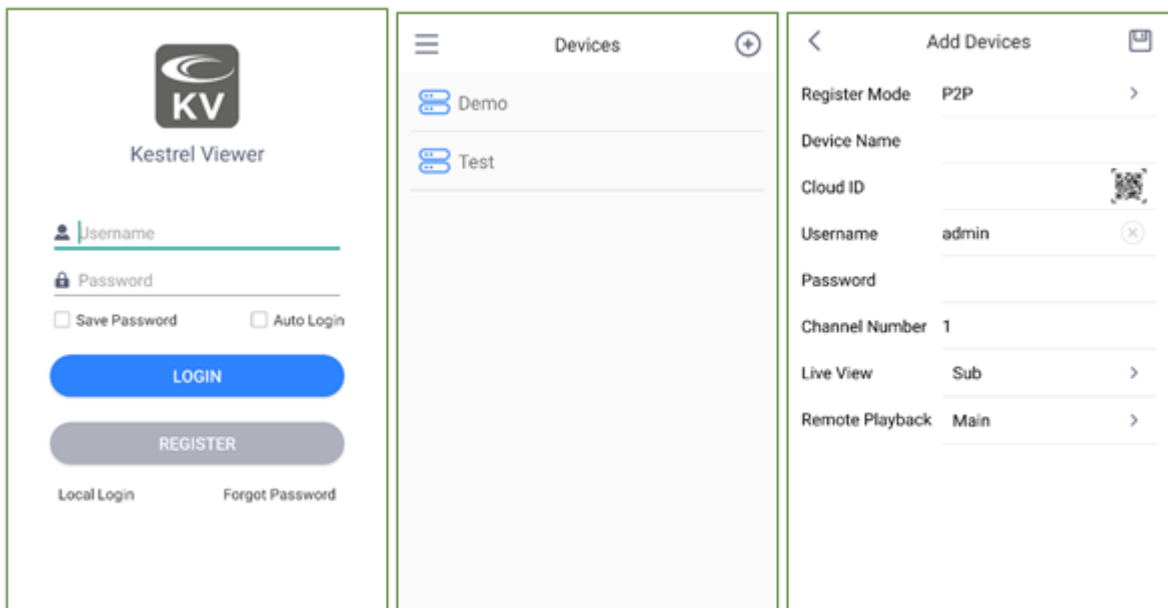 KV
Kestrel Viewer
Username
Password
Save Password Auto Login
LOGIN
REGISTER
Local Login Forgot Password
Devices
Demo
Test
Add Devices
Register Mode P2P
Device Name
Cloud ID
Username admin
Password
Channel Number 1
Live View Sub
Remote Playback Main